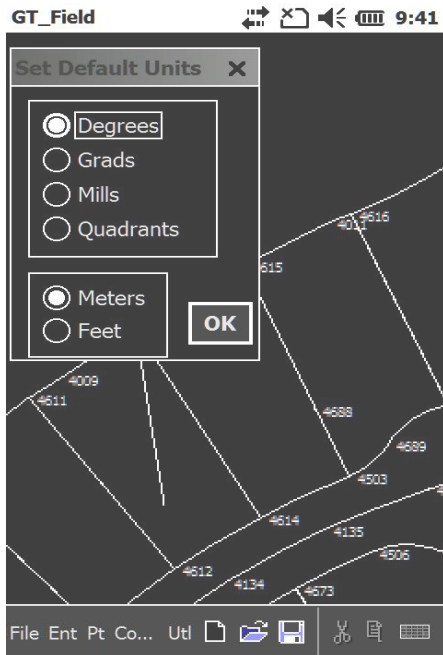 GT_Field 9:41
Set Default Units
Degrees
Grads
Mills
Quadrants
Meters
Feet
OK
4616
615
4009
4611
4688
4689
4503
4614
4135
4506
4612
4134
4673
File Ent Pt Co... Utl